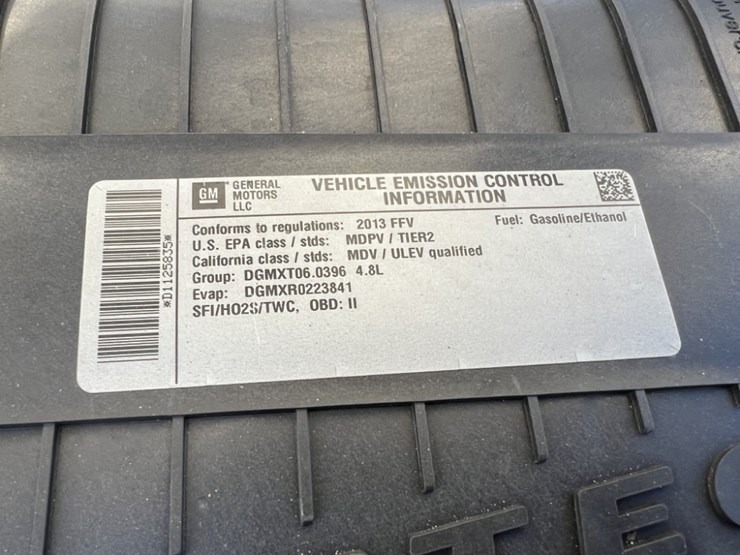 GM GENERAL MOTORS LLC
VEHICLE EMISSION CONTROL
INFORMATION
Conforms to regulations: 2013 FFV Fuel: Gasoline/Ethanol
U.S. EPA class / stds: MDPV / TIER2
California class / stds: MDV / ULEV qualified
Group: DGMXT06.0396 4.8L
Evap: DGMXR0223841
SFI/HO2S/TWC, OBD: II
*D1125835*